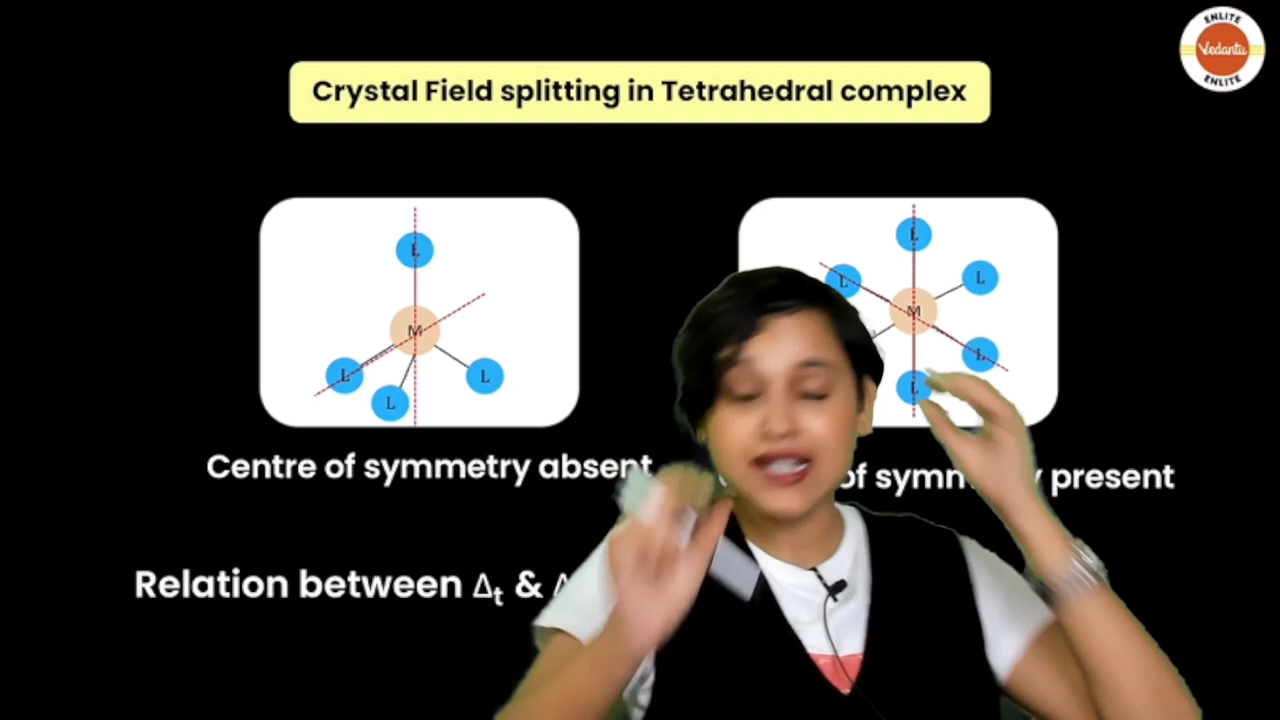 ENLITE
Vedantu
ENLITE
Crystal Field splitting in Tetrahedral complex
L
M
L
L
L
L
L
L
M
L
L
Centre of symmetry absent
of symm y present
Relation between Δt &